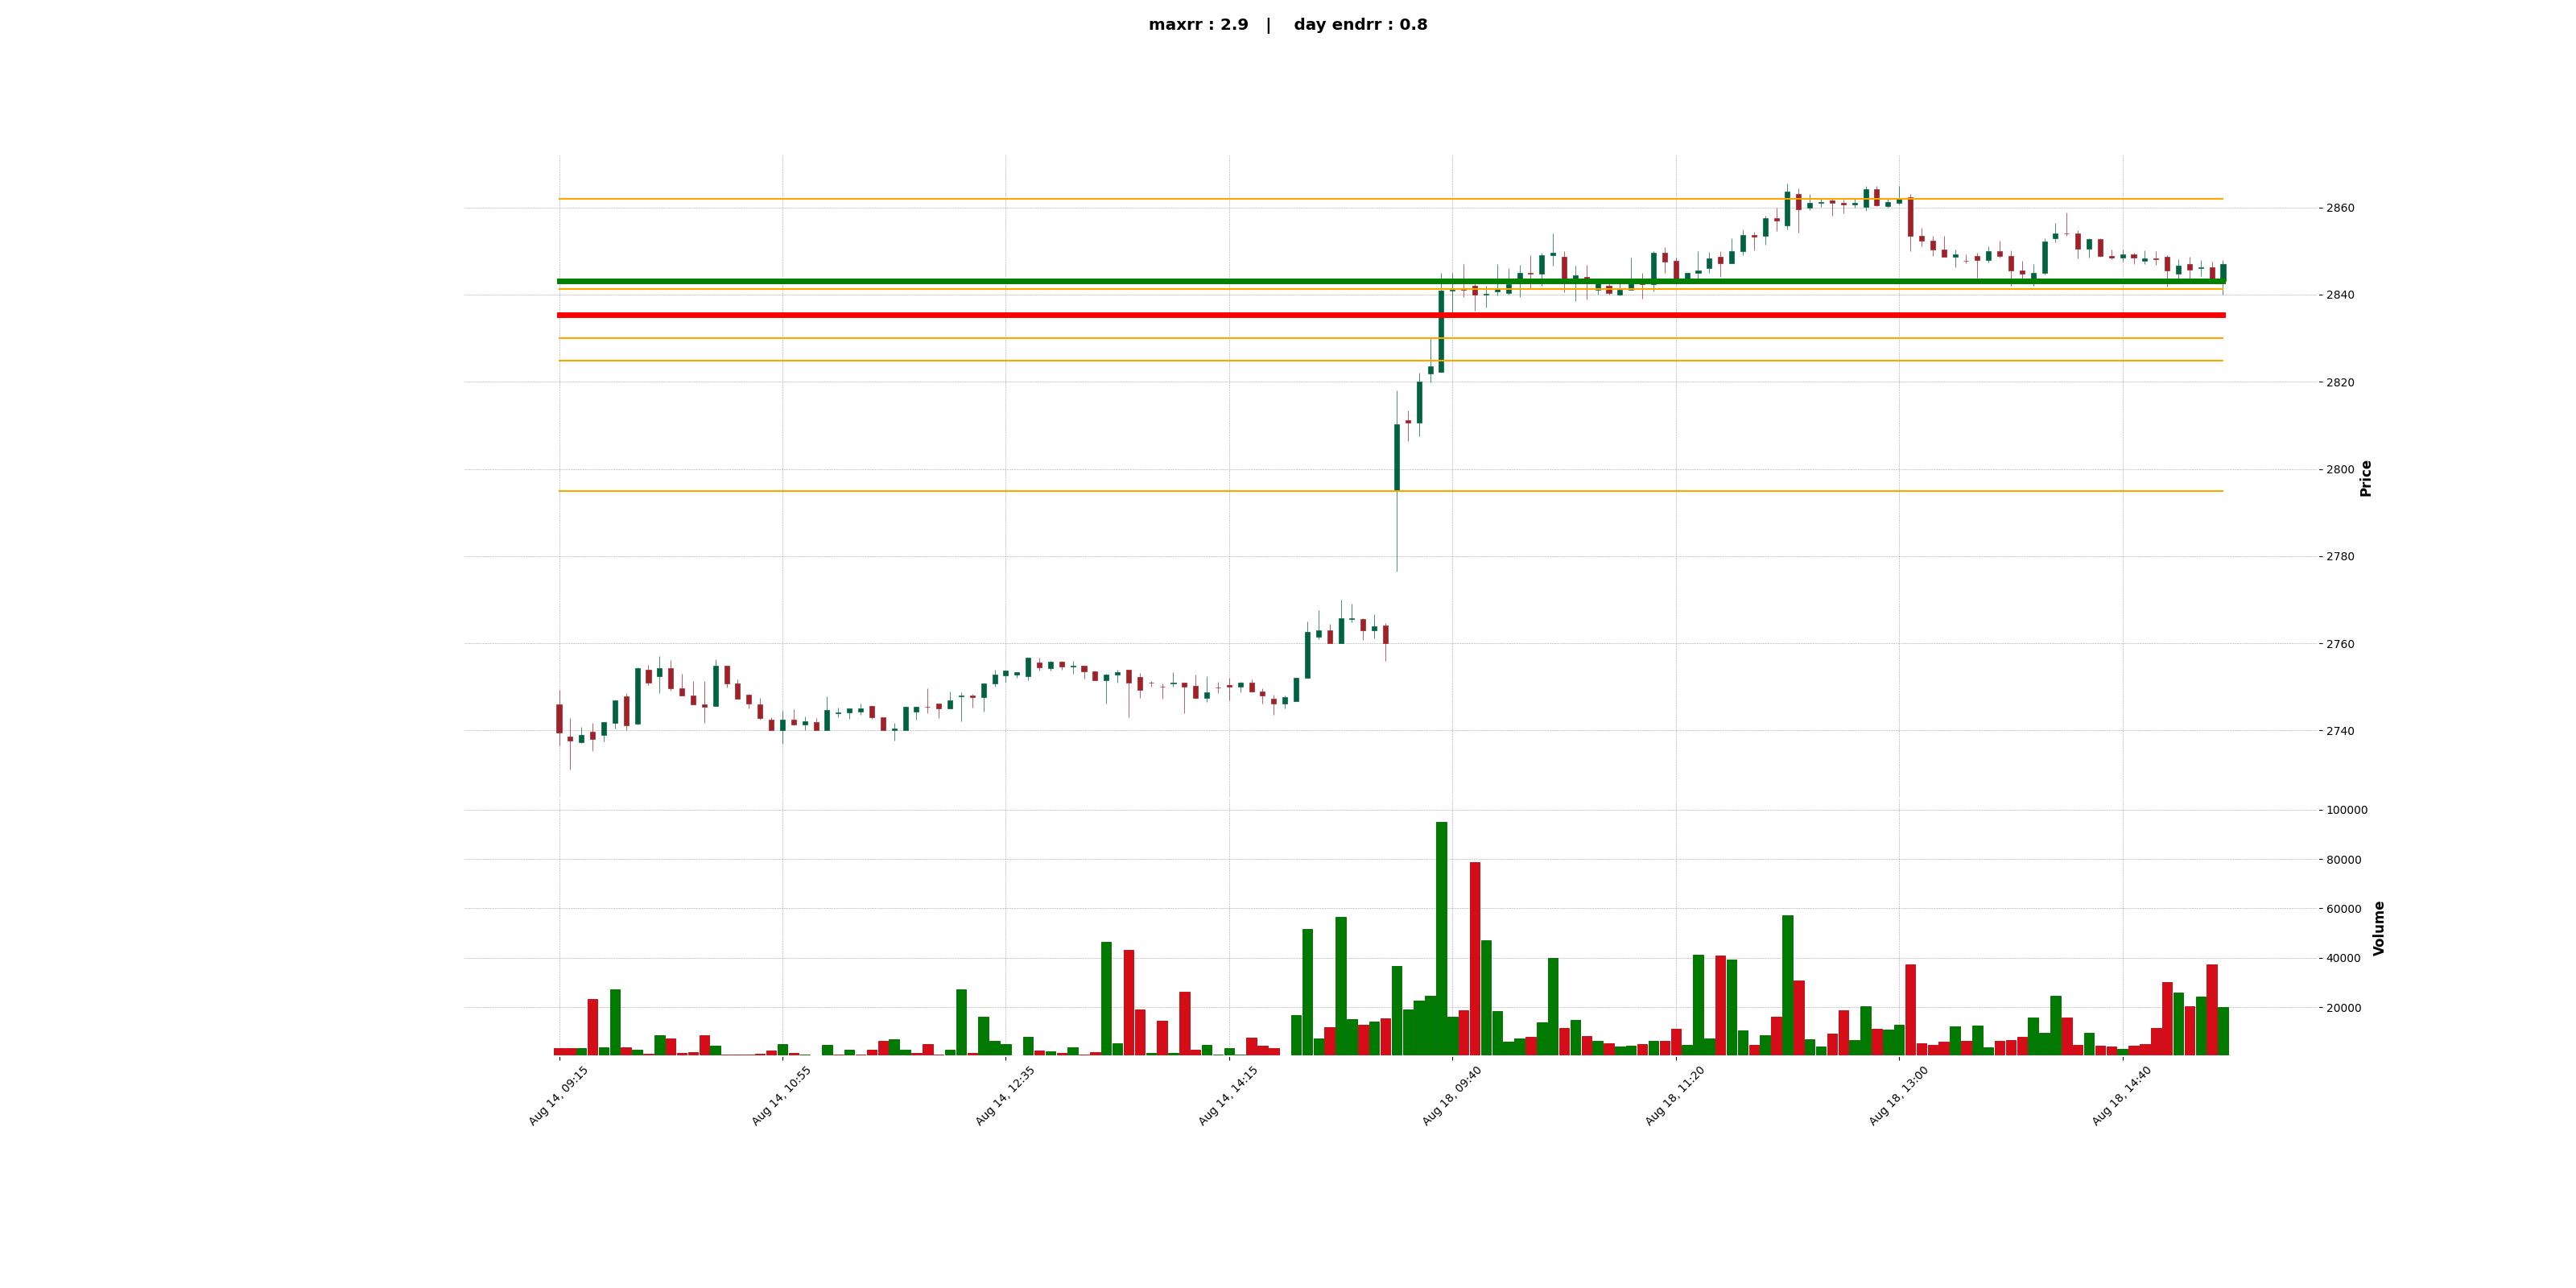 maxrr : 2.9 | day endrr : 0.8
2860
2840
2820
2800
2780
2760
2740
Price
100000
80000
60000
40000
20000
Volume
Aug 14, 09:15
Aug 14, 10:55
Aug 14, 12:35
Aug 14, 14:15
Aug 18, 09:40
Aug 18, 11:20
Aug 18, 13:00
Aug 18, 14:40